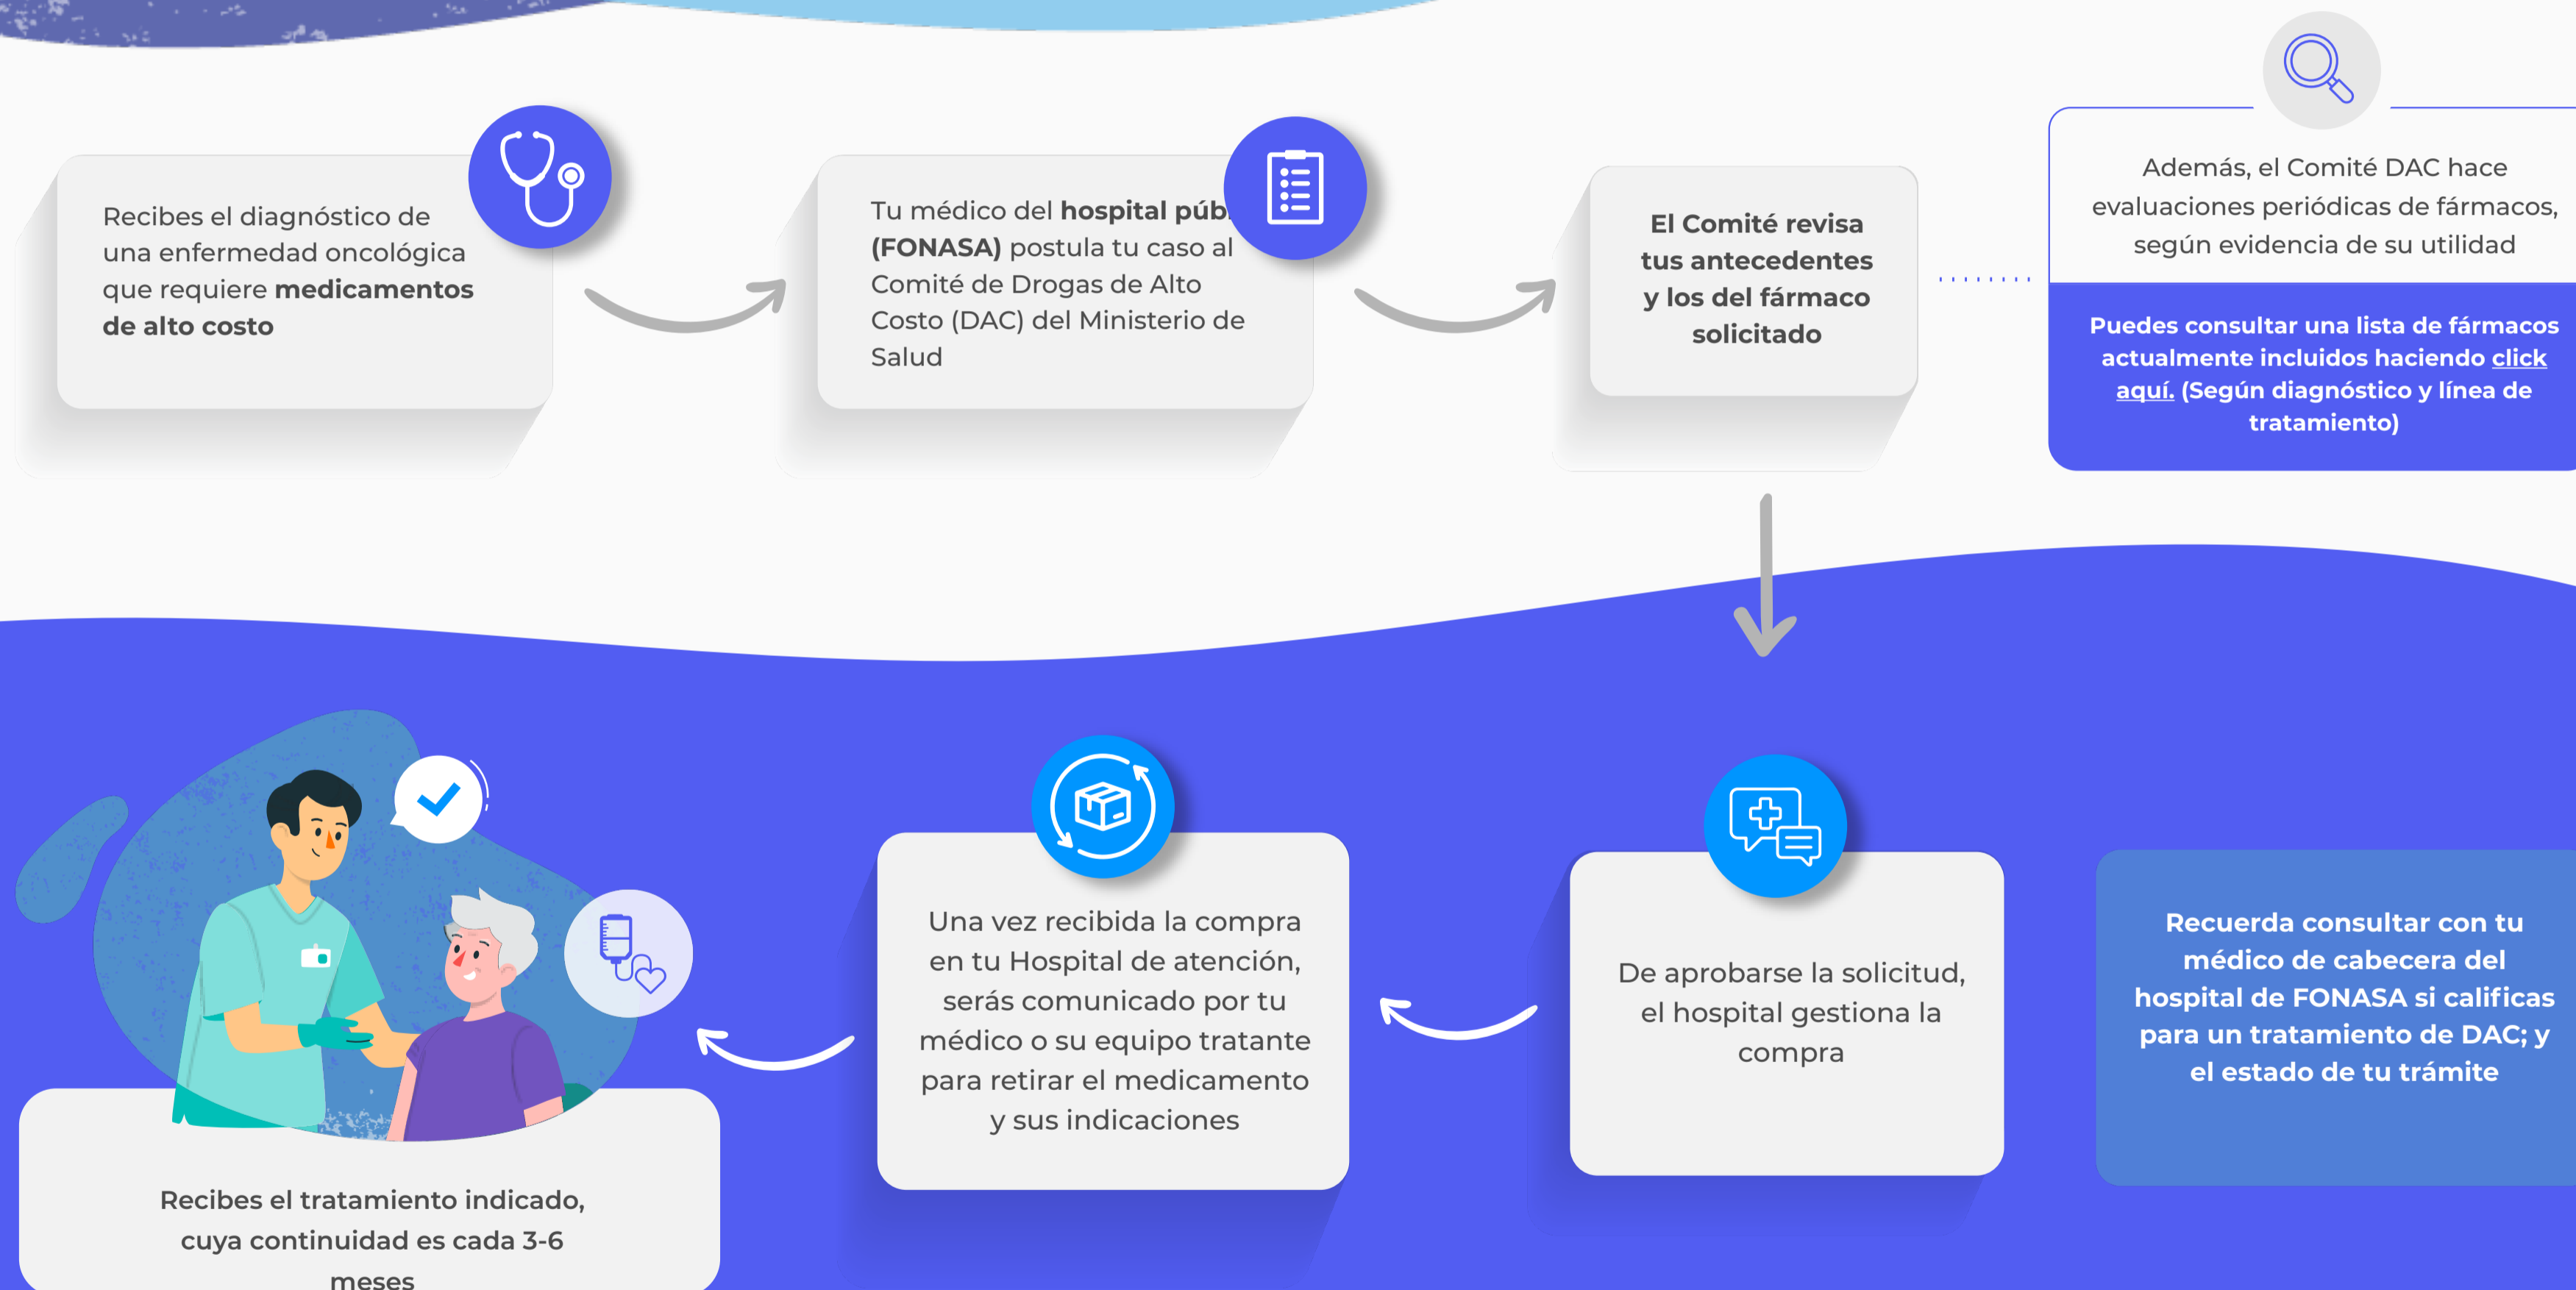 Recibes el diagnóstico de
una enfermedad oncológica
que requiere medicamentos
de alto costo
Tu médico del hospital púb
(FONASA) postula tu caso al
Comité de Drogas de Alto
Costo (DAC) del Ministerio de
Salud
El Comité revisa
tus antecedentes
y los del fármaco
solicitado
Además, el Comité DAC hace
evaluaciones periódicas de fármacos,
según evidencia de su utilidad
Puedes consultar una lista de fármacos
actualmente incluidos haciendo click
aquí. (Según diagnóstico y línea de
tratamiento)
De aprobarse la solicitud,
el hospital gestiona la
compra
Recuerda consultar con tu
médico de cabecera del
hospital de FONASA si calificas
para un tratamiento de DAC; y
el estado de tu trámite
Una vez recibida la compra
en tu Hospital de atención,
serás comunicado por tu
médico o su equipo tratante
para retirar el medicamento
y sus indicaciones
Recibes el tratamiento indicado,
cuya continuidad es cada 3-6
meses